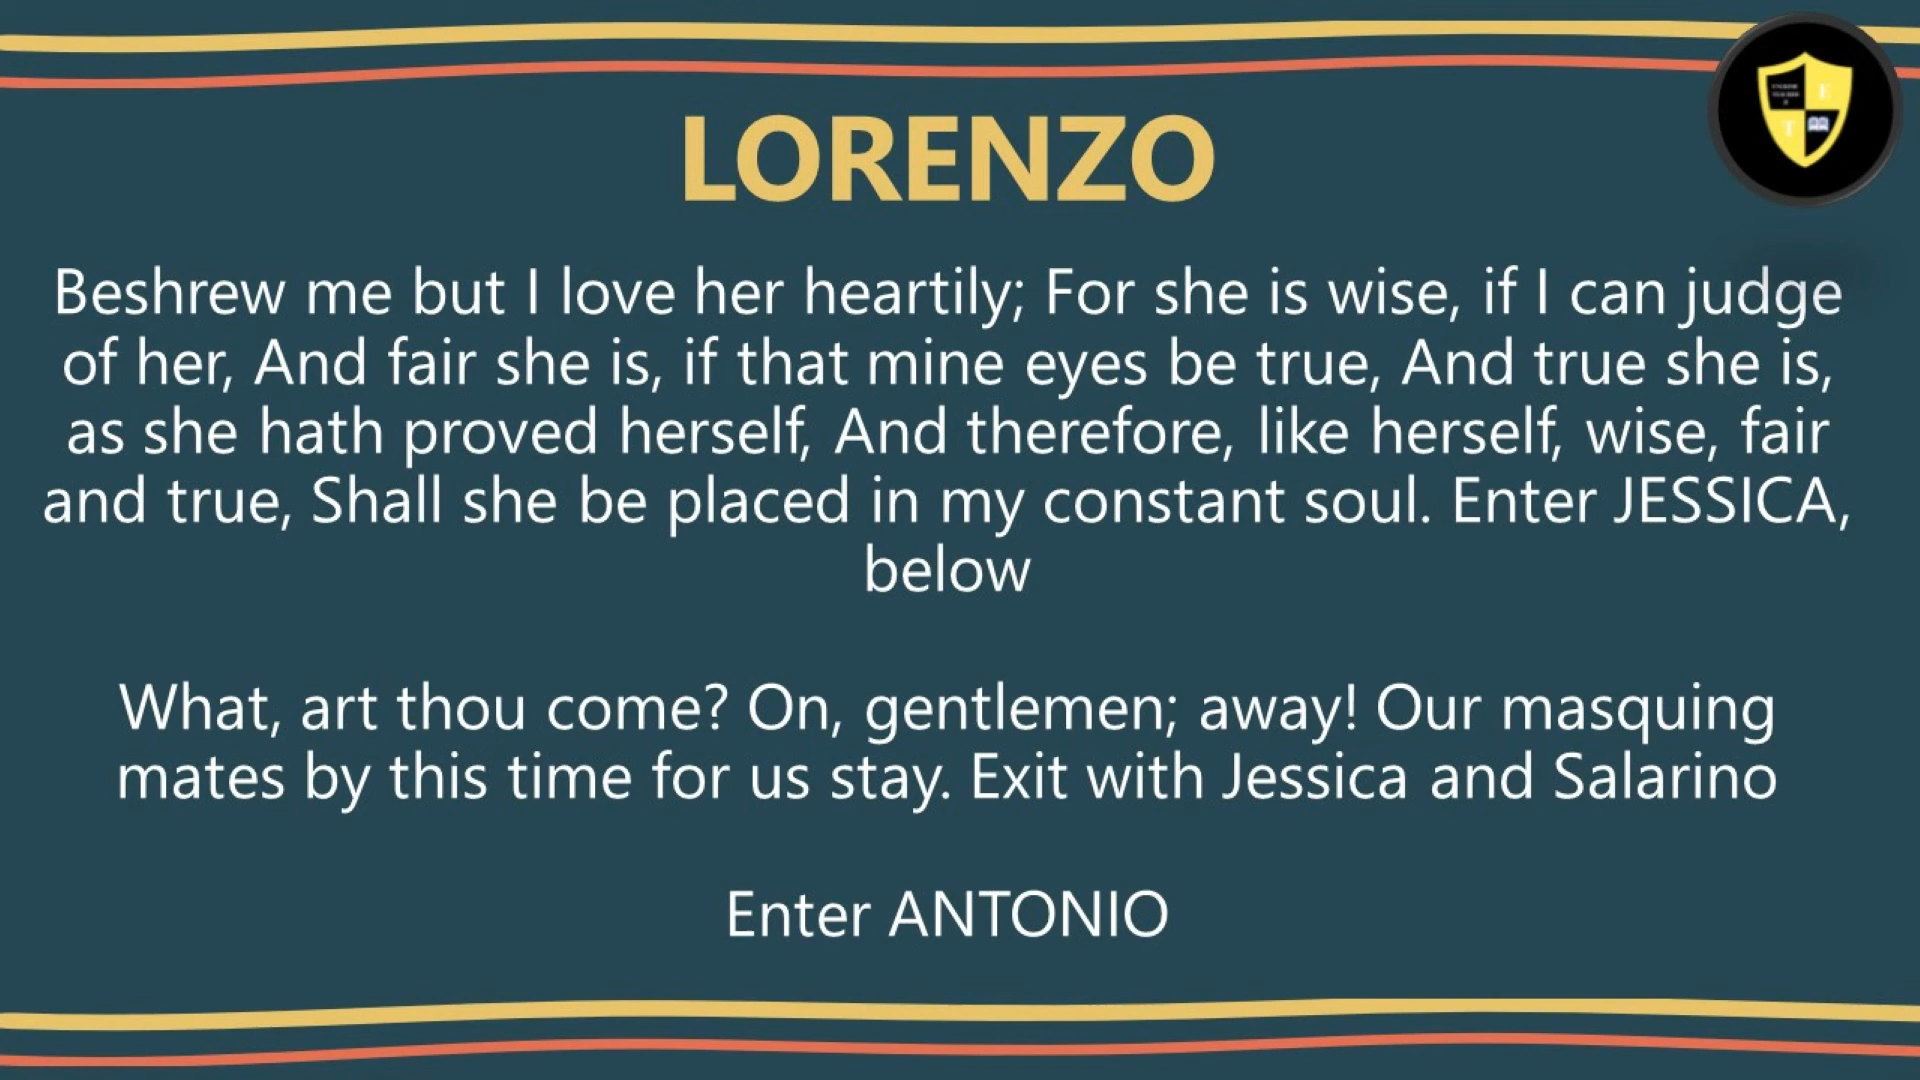 LORENZO
E
T
Beshrew me but I love her heartily; For she is wise, if I can judge
of her, And fair she is, if that mine eyes be true, And true she is,
as she hath proved herself, And therefore, like herself, wise, fair
and true, Shall she be placed in my constant soul. Enter JESSICA,
below
What, art thou come? On, gentlemen; away! Our masquing
mates by this time for us stay. Exit with Jessica and Salarino
Enter ANTONIO